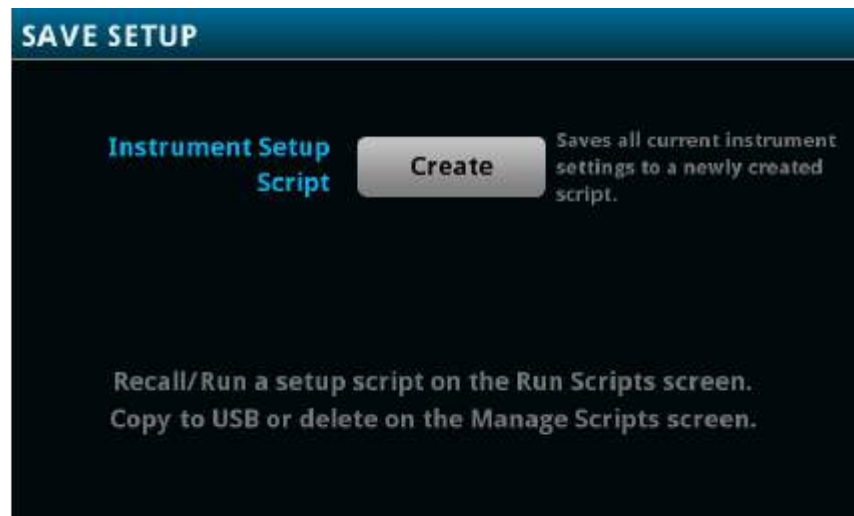 SAVE SETUP
Instrument Setup
Script
Create
Saves all current instrument
settings to a newly created
script.
Recall/Run a setup script on the Run Scripts screen.
Copy to USB or delete on the Manage Scripts screen.